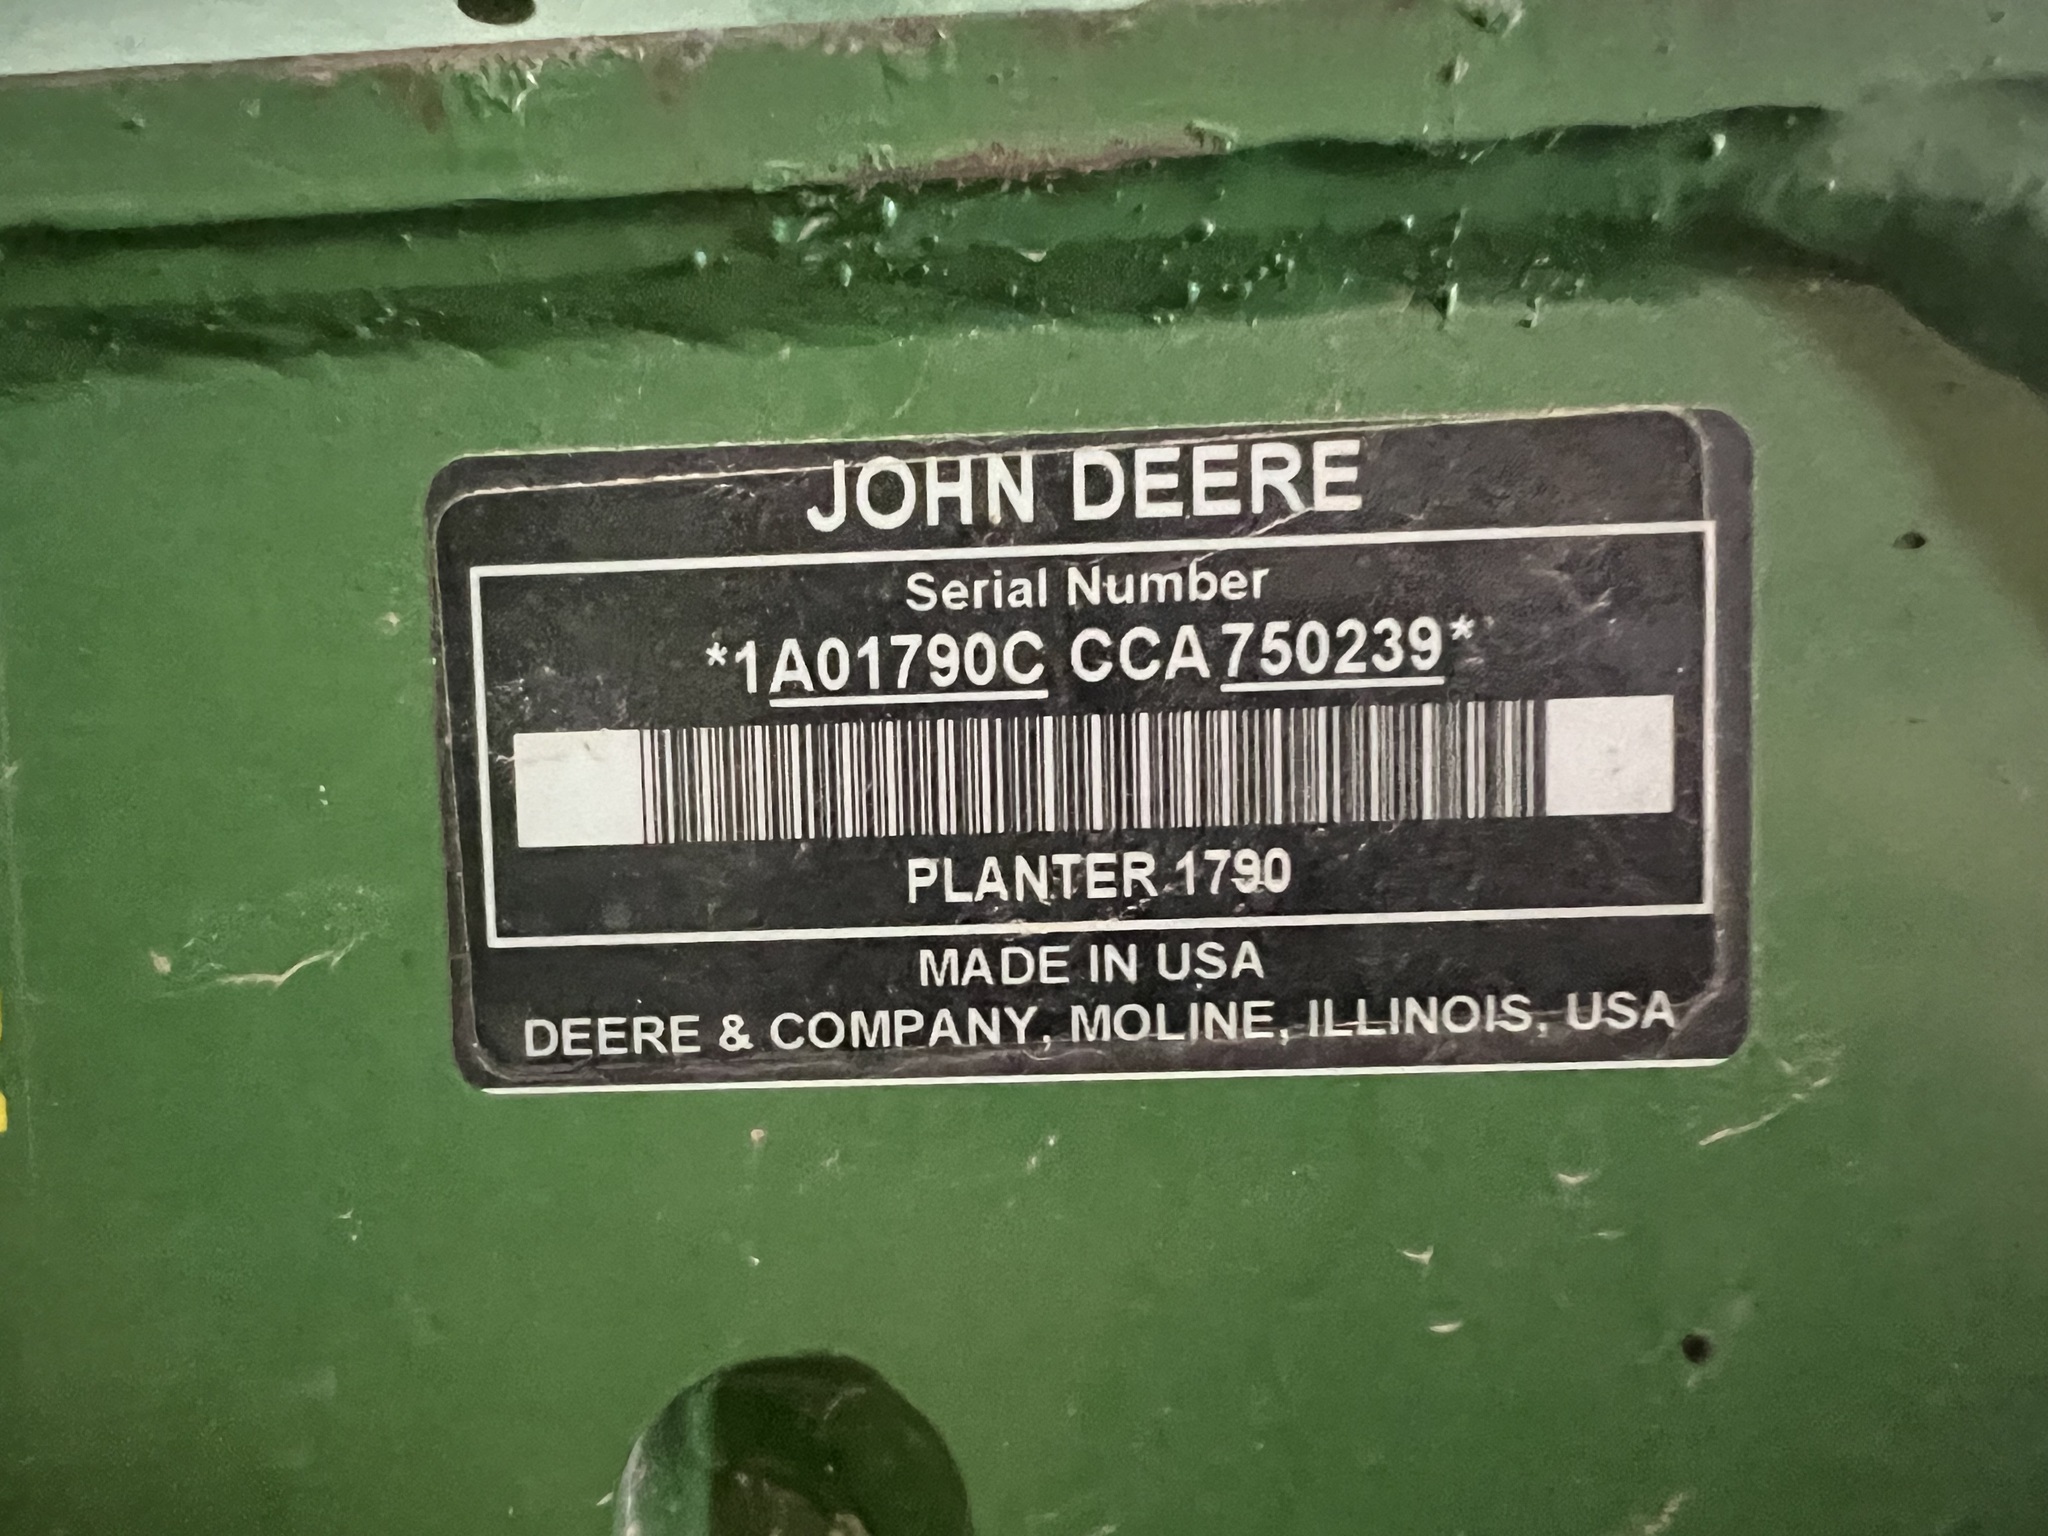 JOHN DEERE
Serial Number
*1A01790C CCA750239*
PLANTER 1790
MADE IN USA
DEERE & COMPANY, MOLINE, ILLINOIS, USA